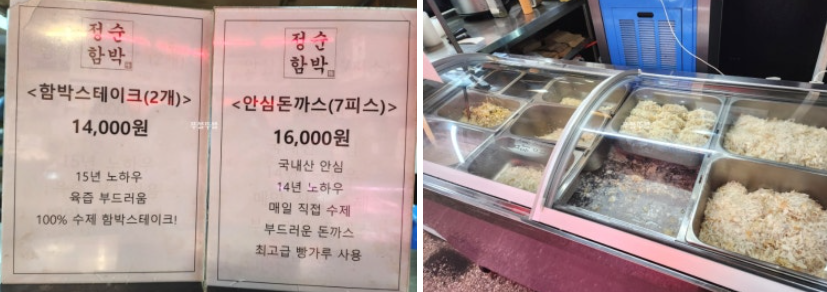 정순
함박
<함박스테이크(2개)>
14,000원
15년 노하우
육즙 부드러움
100% 수제 함박스테이크!
정순
함박
<안심돈까스(7피스)>
16,000원
국내산 안심
14년 노하우
매일 직접 수제
부드러운 돈까스
최고급 빵가루 사용